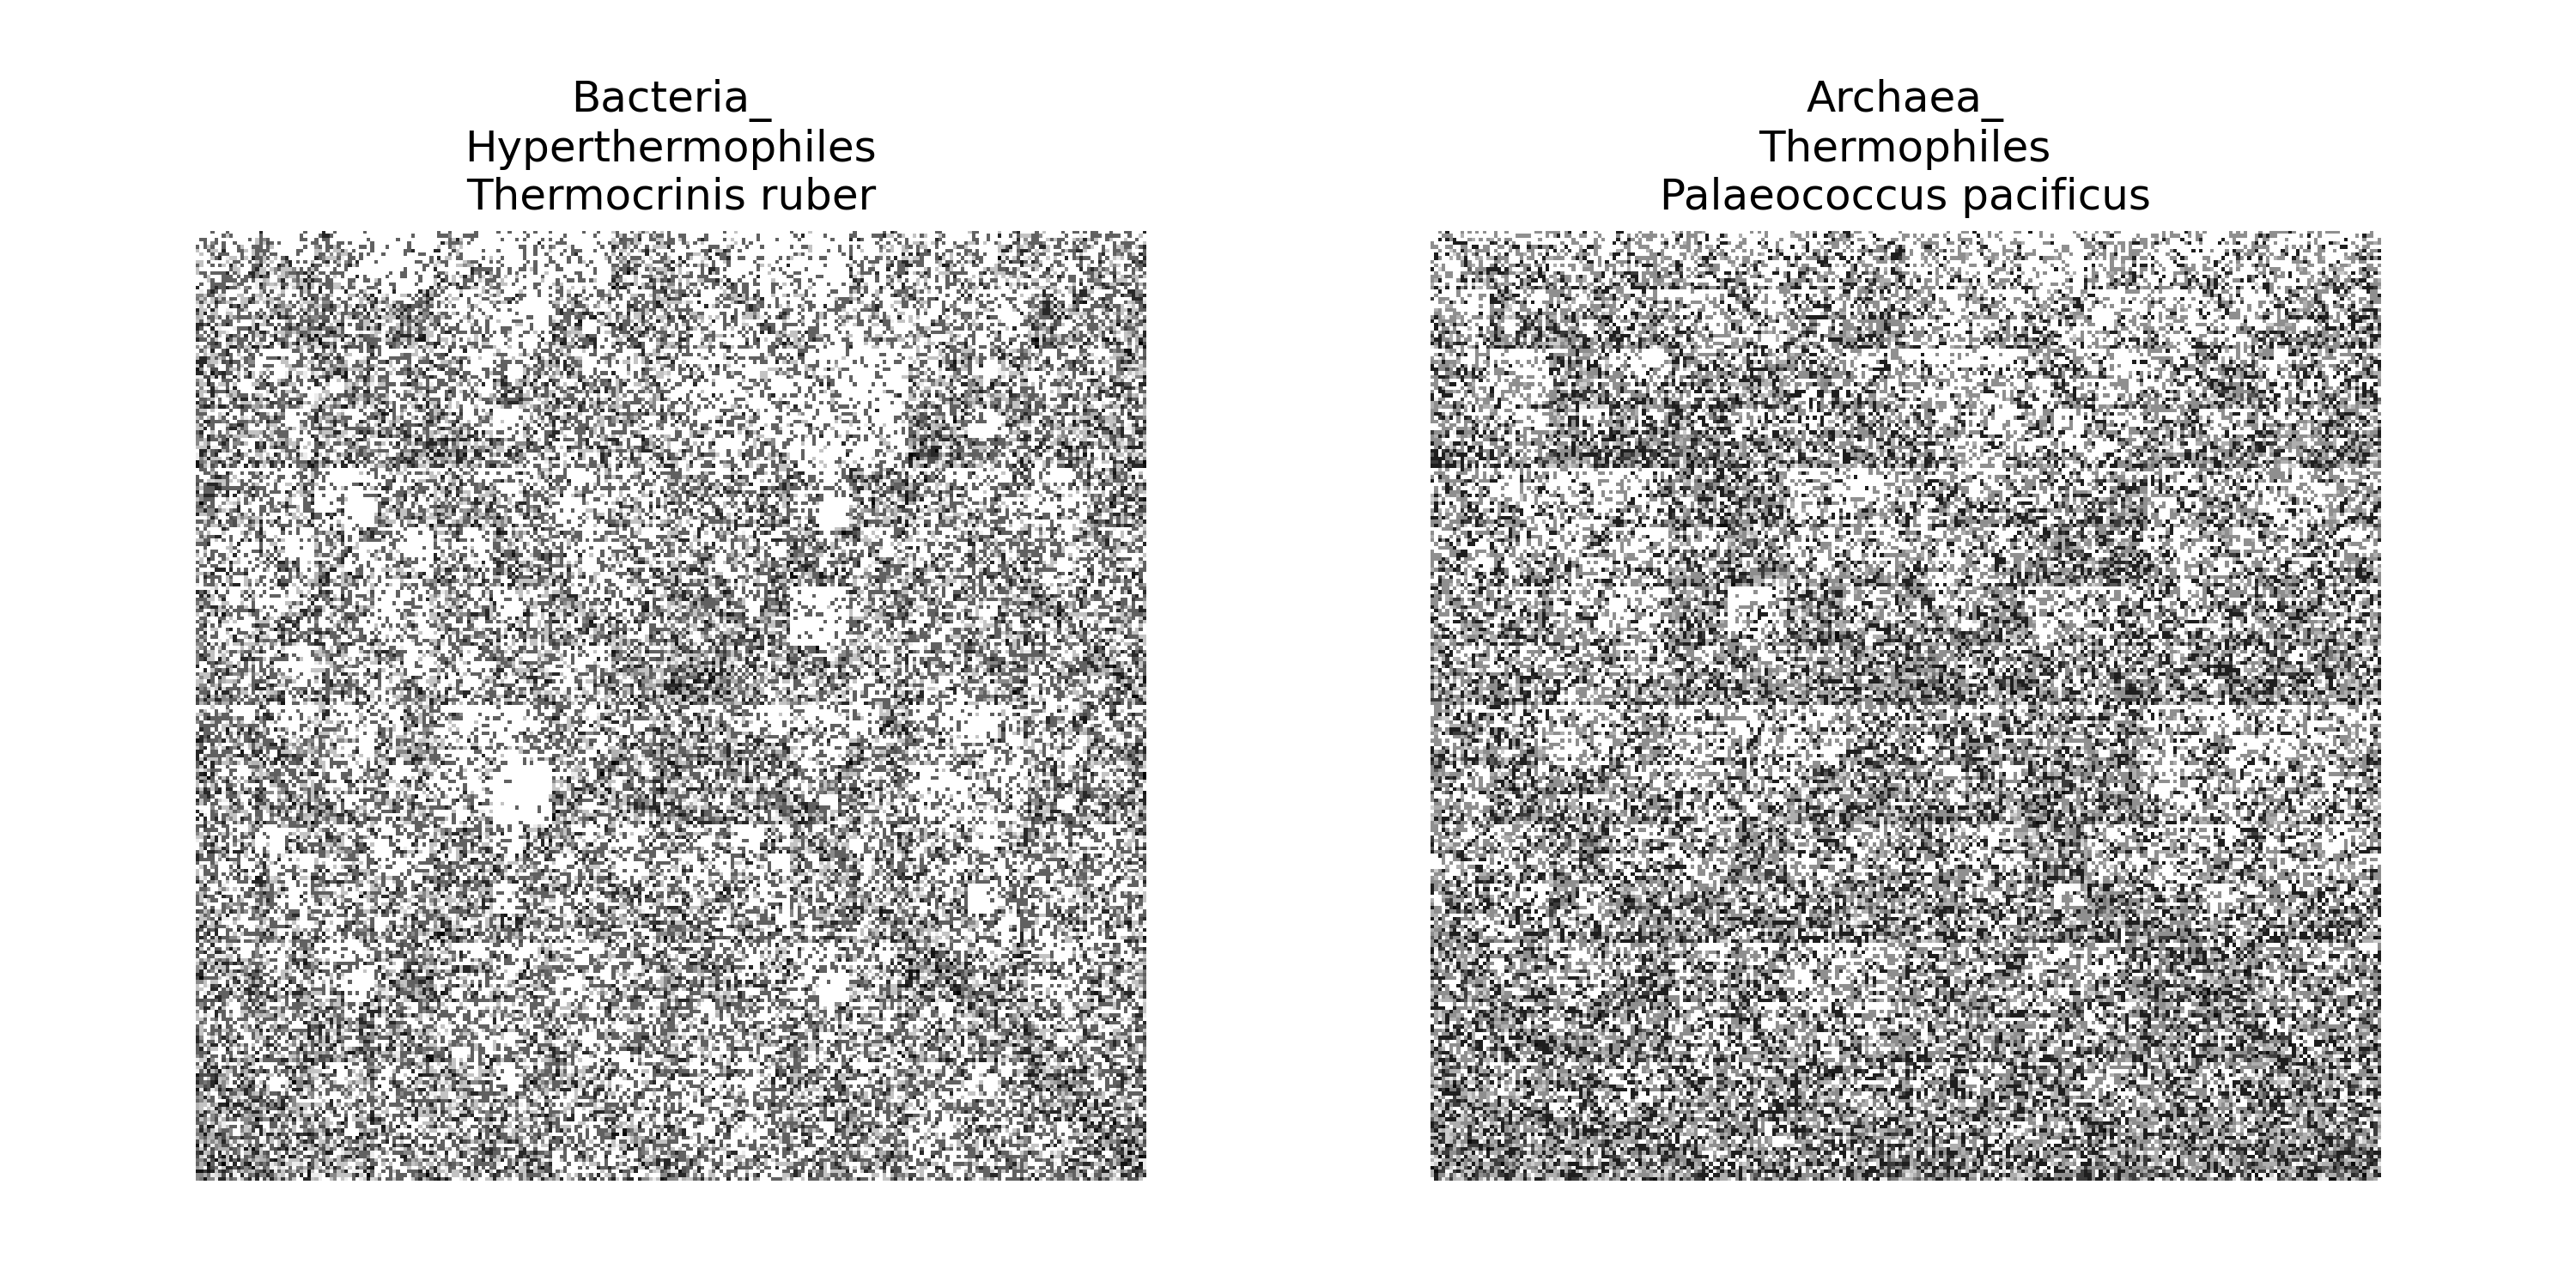 Bacteria_
Hyperthermophiles
Thermocrinis ruber
Archaea_
Thermophiles
Palaeococcus pacificus